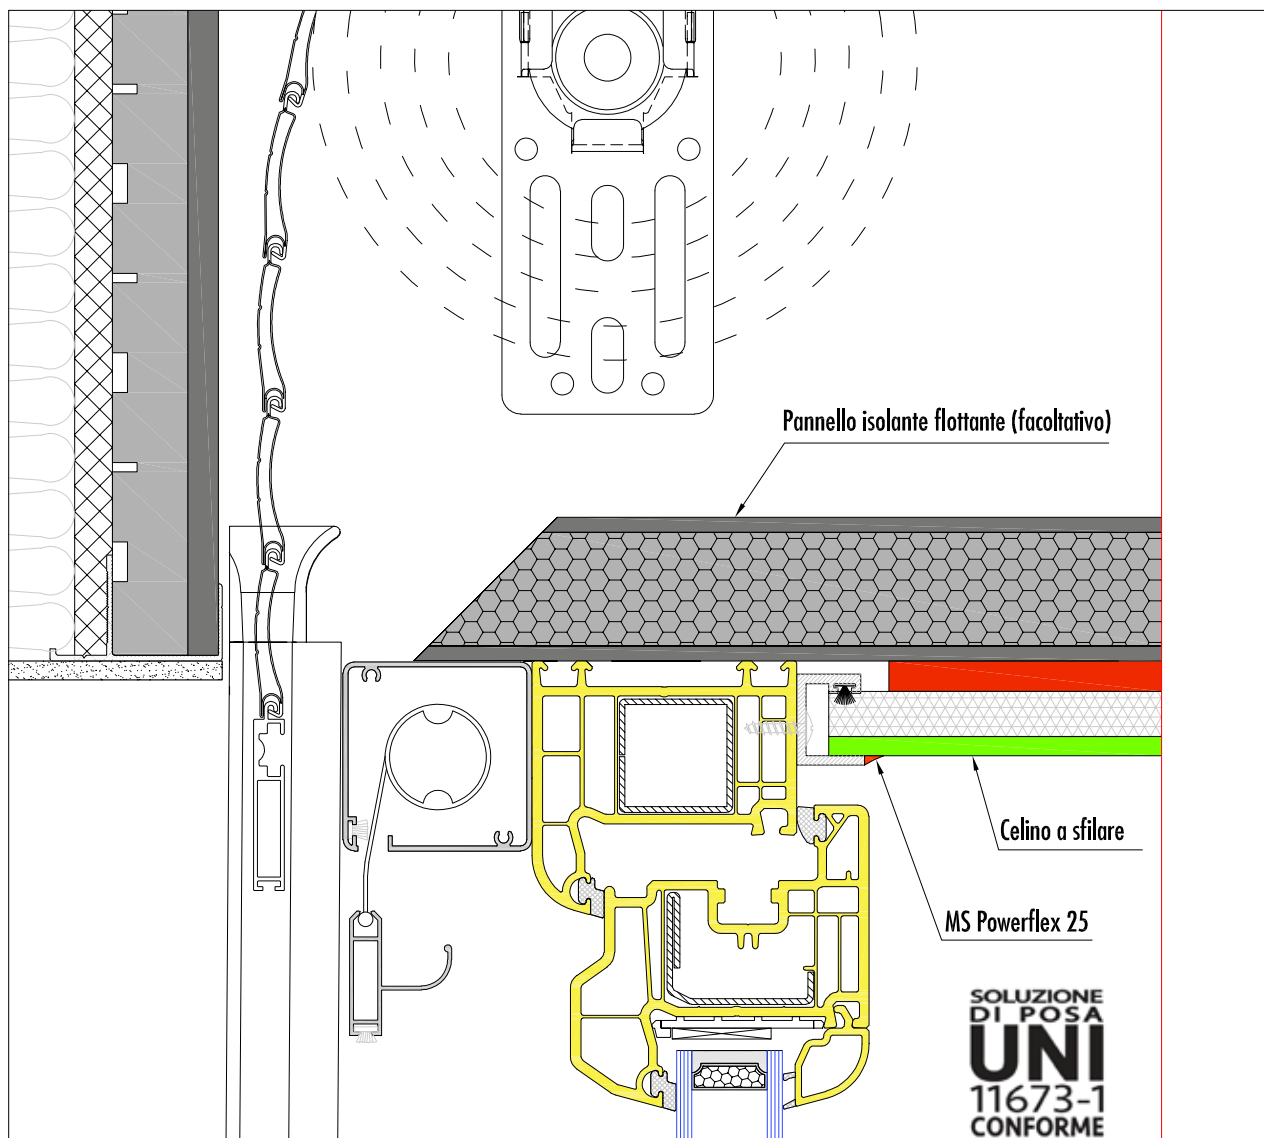 Pannello isolante flottante (facoltativo)
Celino a sfilare
MS Powerflex 25
SOLUZIONE
DI POSA
UNI
11673-1
CONFORME